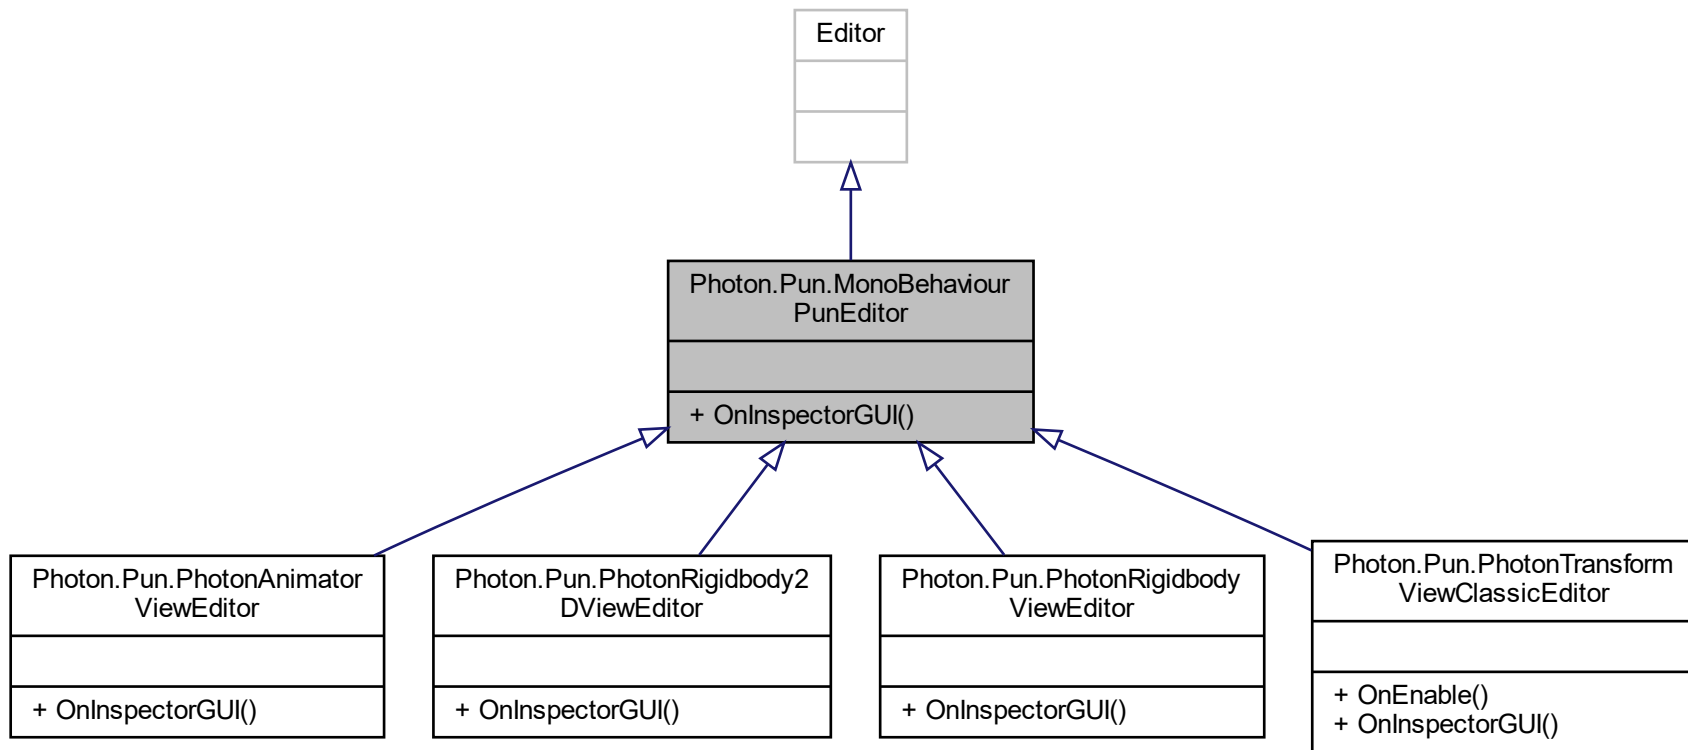 Editor
Photon.Pun.MonoBehaviour
PunEditor
+ OnInspectorGUI()
Photon.Pun.PhotonAnimator
ViewEditor
+ OnInspectorGUI()
Photon.Pun.PhotonRigidbody2
DViewEditor
+ OnInspectorGUI()
Photon.Pun.PhotonRigidbody
ViewEditor
+ OnInspectorGUI()
Photon.Pun.PhotonTransform
ViewClassicEditor
+ OnEnable()
+ OnInspectorGUI()